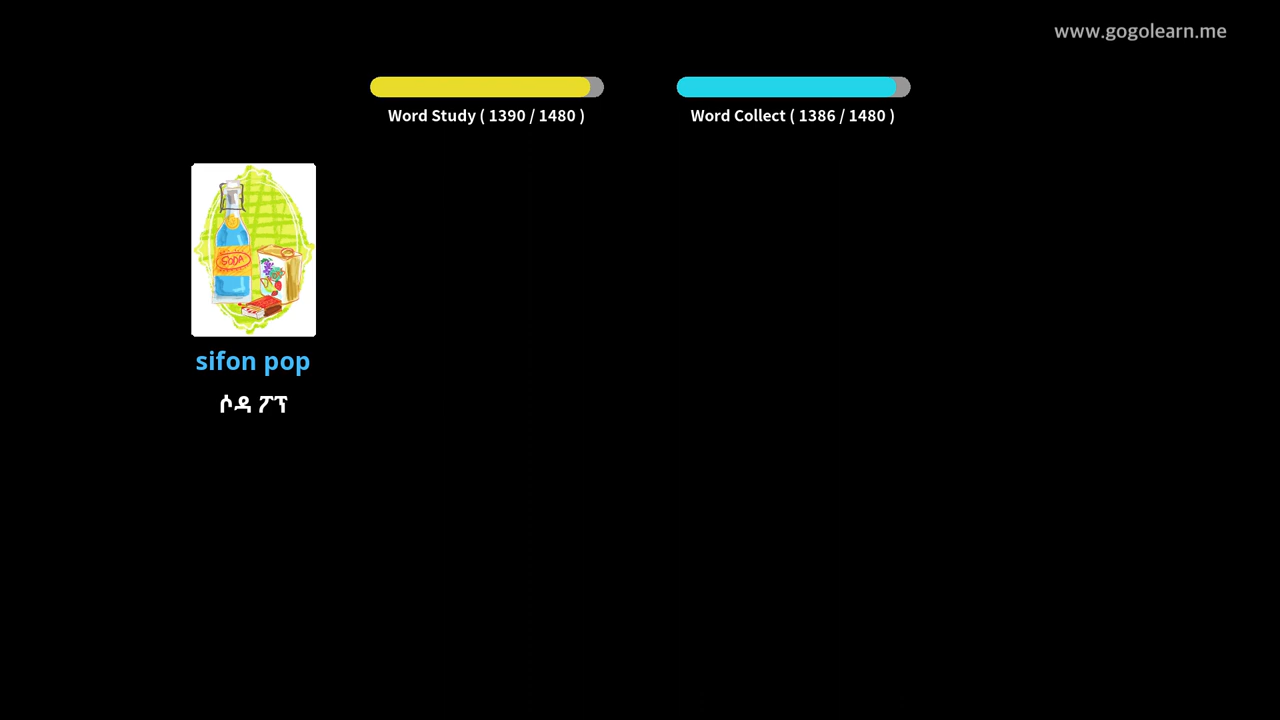 www.gogolearn.me
Word Study ( 1390 / 1480 )
Word Collect ( 1386 / 1480 )
SODA
sifon pop
ሶዳ ፖፕ